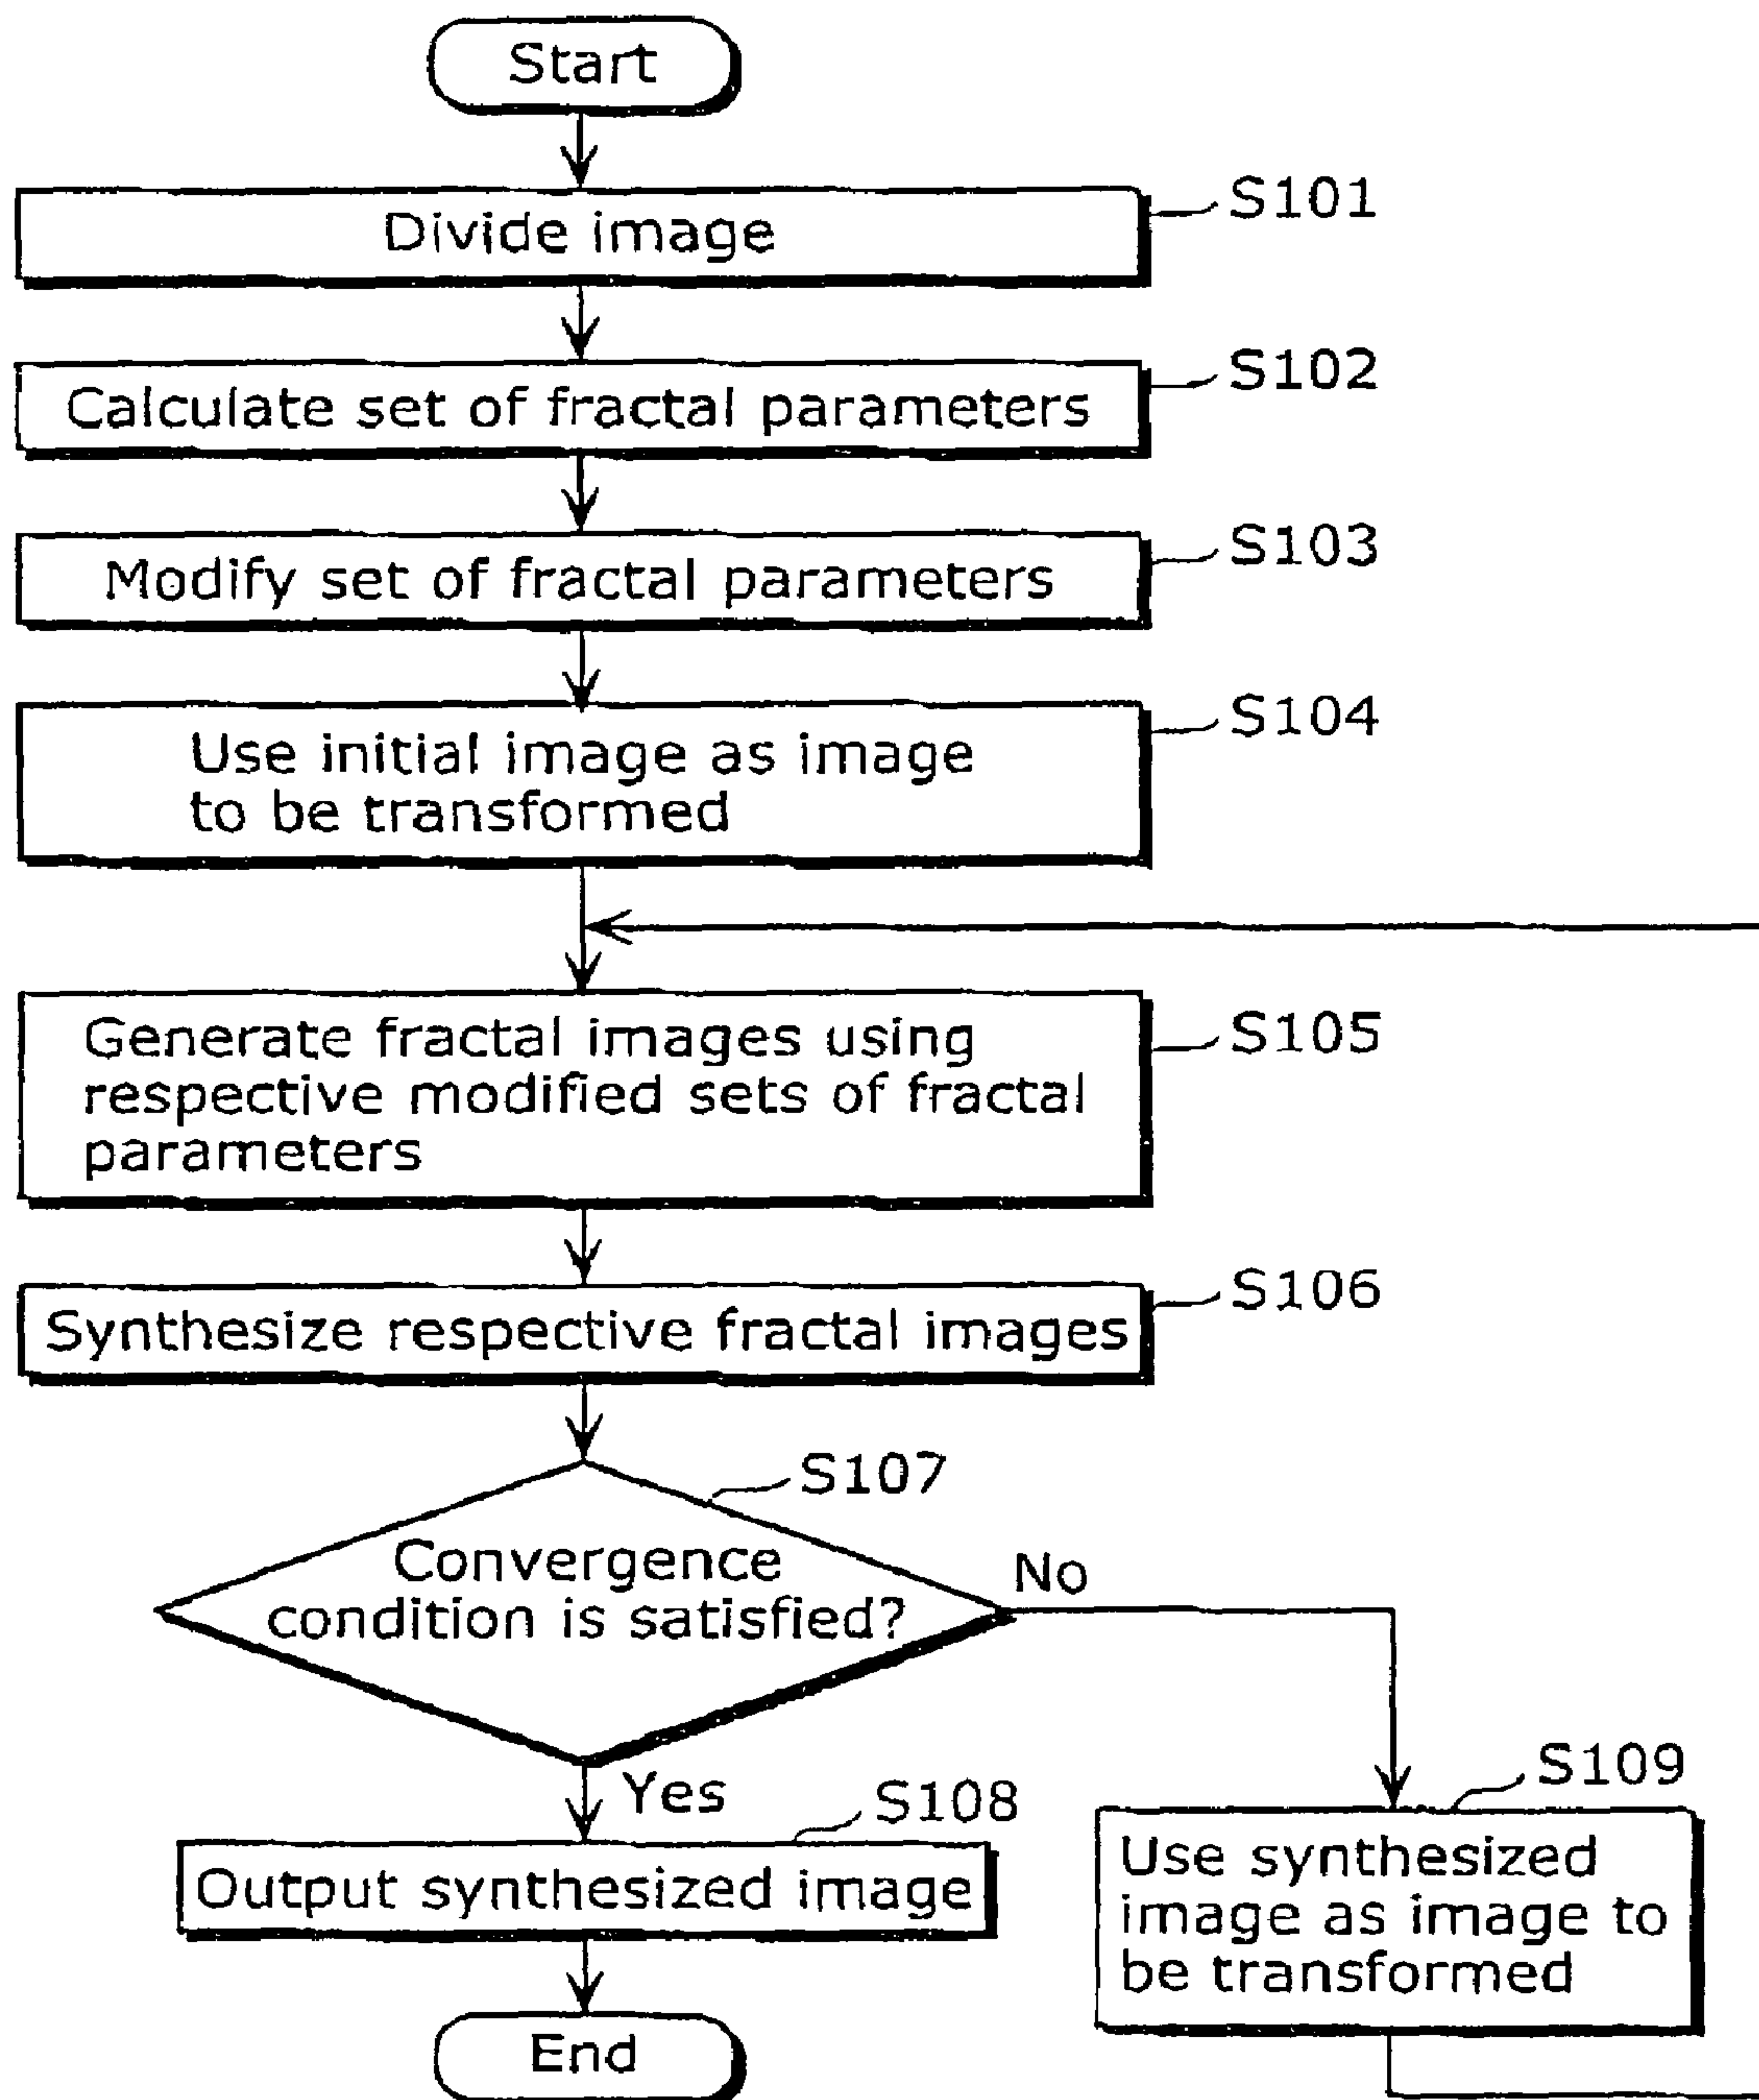 Start
Divide image
S101
Calculate set of fractal parameters
S102
Modify set of fractal parameters
S103
Use initial image as image
to be transformed
S104
Generate fractal images using
respective modified sets of fractal
parameters
S105
Synthesize respective fractal images
S106
Convergence
condition is satisfied?
S107
No
Yes
Output synthesized image
S108
Use synthesized
image as image to
be transformed
S109
End